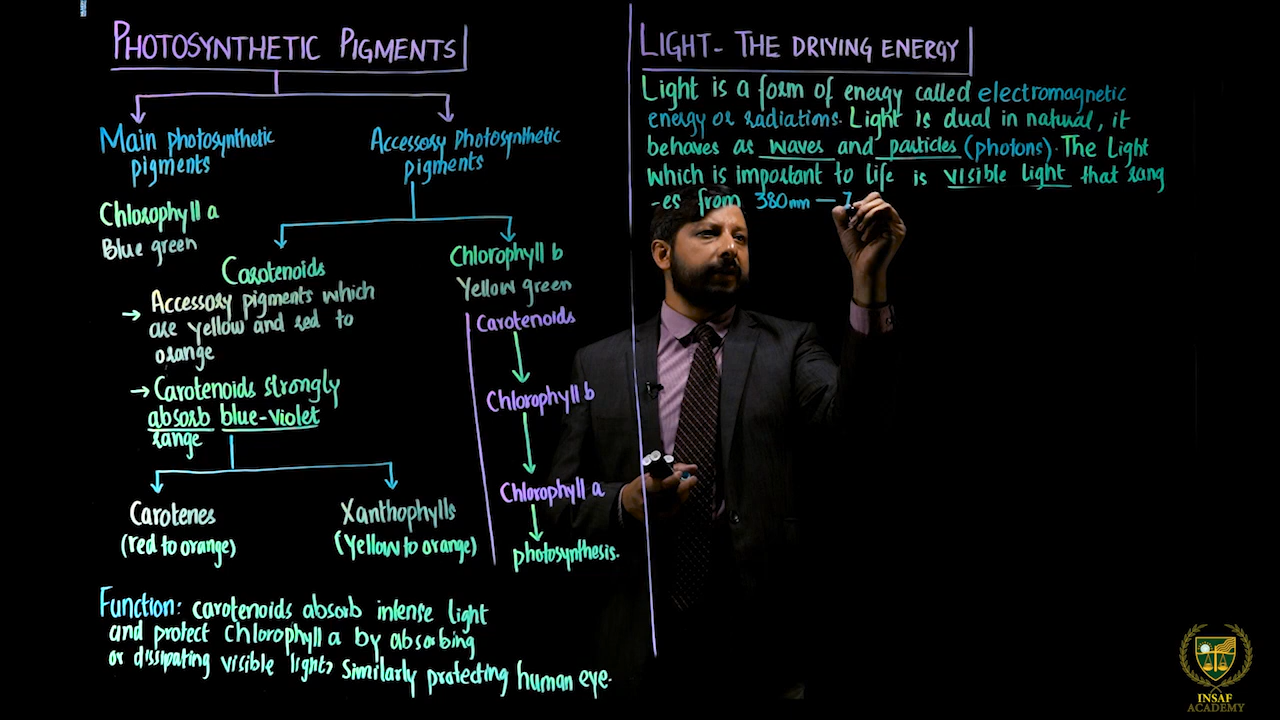 PHOTOSYNTHETIC PIGMENTS
Main photosynthetic
pigments
Accessory Photosynthetic
pigments
Chlorophyll a
Blue green
Carotenoids
→ Accessory pigments which
are yellow and red to
orange
→ Carotenoids strongly
absorb blue-violet
range
Carotenes
(red to orange)
Xanthophylls
(yellow to orange)
Chlorophyll b
Yellow green
Carotenoids
Chlorophyll b
Chlorophyll a
photosynthesis.
Function: carotenoids absorb intense light
and protect Chlorophyll a by absorbing
or dissipating visible light, Similarly protecting human eye.
LIGHT - THE DRIVING ENERGY
Light is a form of energy called electromagnetic
energy or radiations. Light is dual in natural, it
behaves as waves and particles (photons). The Light
which is important to life is visible light that rang
-es from 380nm — 7
INSAF
ACADEMY